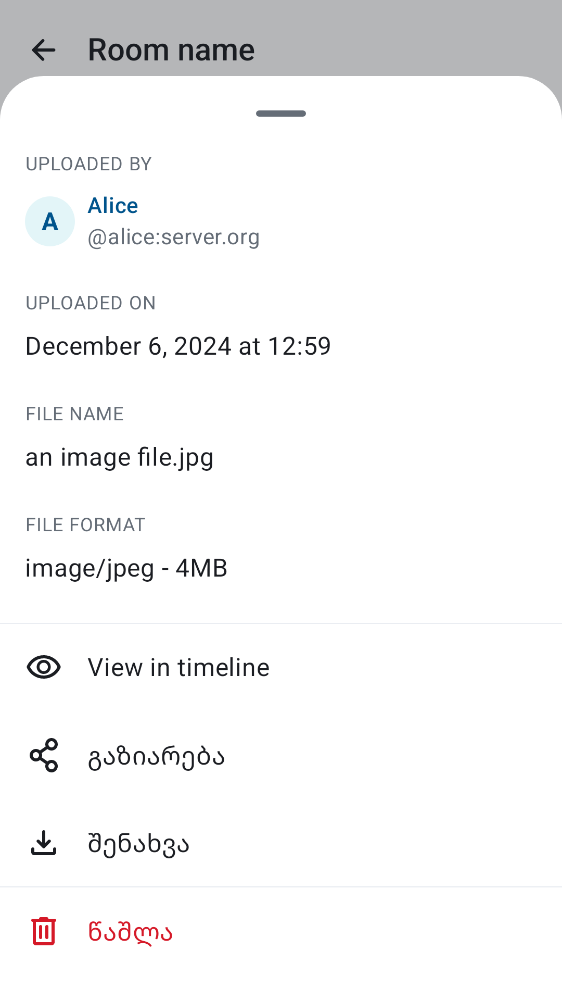 Room name
UPLOADED BY
A
Alice
@alice:server.org
UPLOADED ON
December 6, 2024 at 12:59
FILE NAME
an image file.jpg
FILE FORMAT
image/jpeg - 4MB
View in timeline
გაზიარება
შენახვა
წაშლა